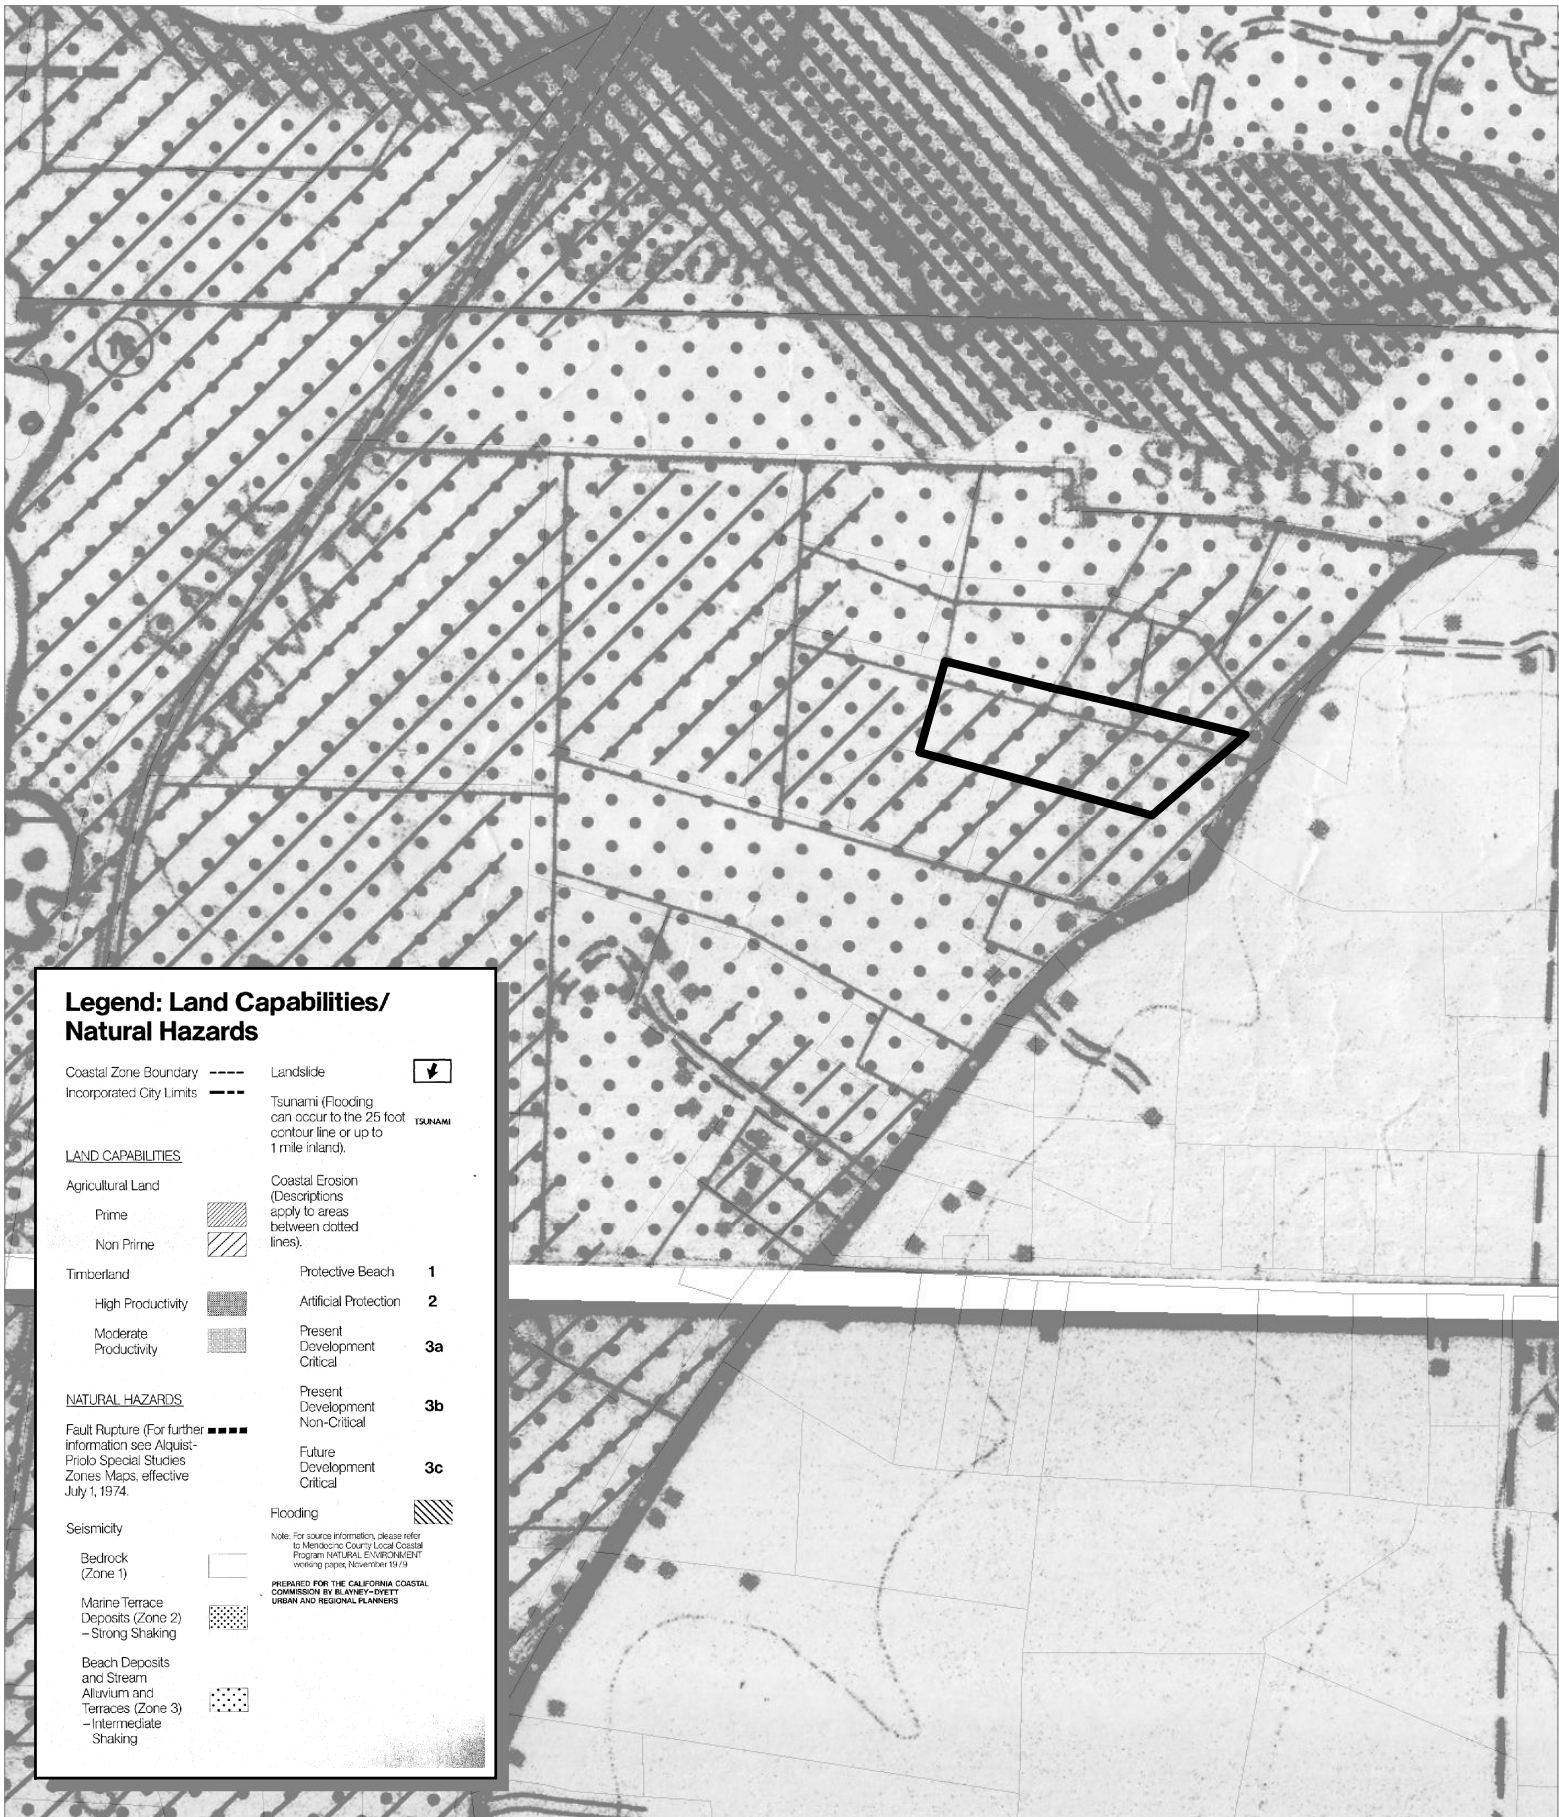 STATE
PARK
PRIVATE
Legend: Land Capabilities/
Natural Hazards
Coastal Zone Boundary
Incorporated City Limits
LAND CAPABILITIES
Agricultural Land
Prime
Non Prime
Timberland
High Productivity
Moderate
Productivity
NATURAL HAZARDS
Fault Rupture (For further
information see Alquist-
Priolo Special Studies
Zones Maps, effective
July 1, 1974.
Seismicity
Bedrock
(Zone 1)
Marine Terrace
Deposits (Zone 2)
– Strong Shaking
Beach Deposits
and Stream
Alluvium and
Terraces (Zone 3)
– Intermediate
Shaking
Landslide
Tsunami (Flooding
can occur to the 25 foot
contour line or up to
1 mile inland).
TSUNAMI
Coastal Erosion
(Descriptions
apply to areas
between dotted
lines).
Protective Beach 1
Artificial Protection 2
Present
Development
Critical
3a
Present
Development
Non-Critical
3b
Future
Development
Critical
3c
Flooding
Note: For source information, please refer
to Mendocino County Local Coastal
Program NATURAL ENVIRONMENT
working paper, November 1979
PREPARED FOR THE CALIFORNIA COASTAL
COMMISSION BY BLAYNEY–DYETT
URBAN AND REGIONAL PLANNERS